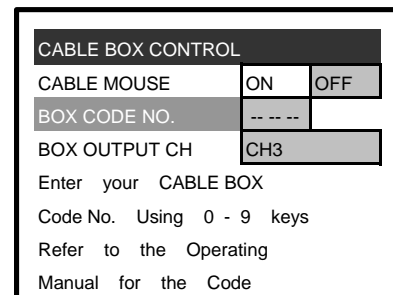 CABLE BOX CONTROL
CABLE MOUSE ON OFF
BOX CODE NO. -- -- --
BOX OUTPUT CH CH3
Enter your CABLE BOX
Code No. Using 0 - 9 keys
Refer to the Operating
Manual for the Code